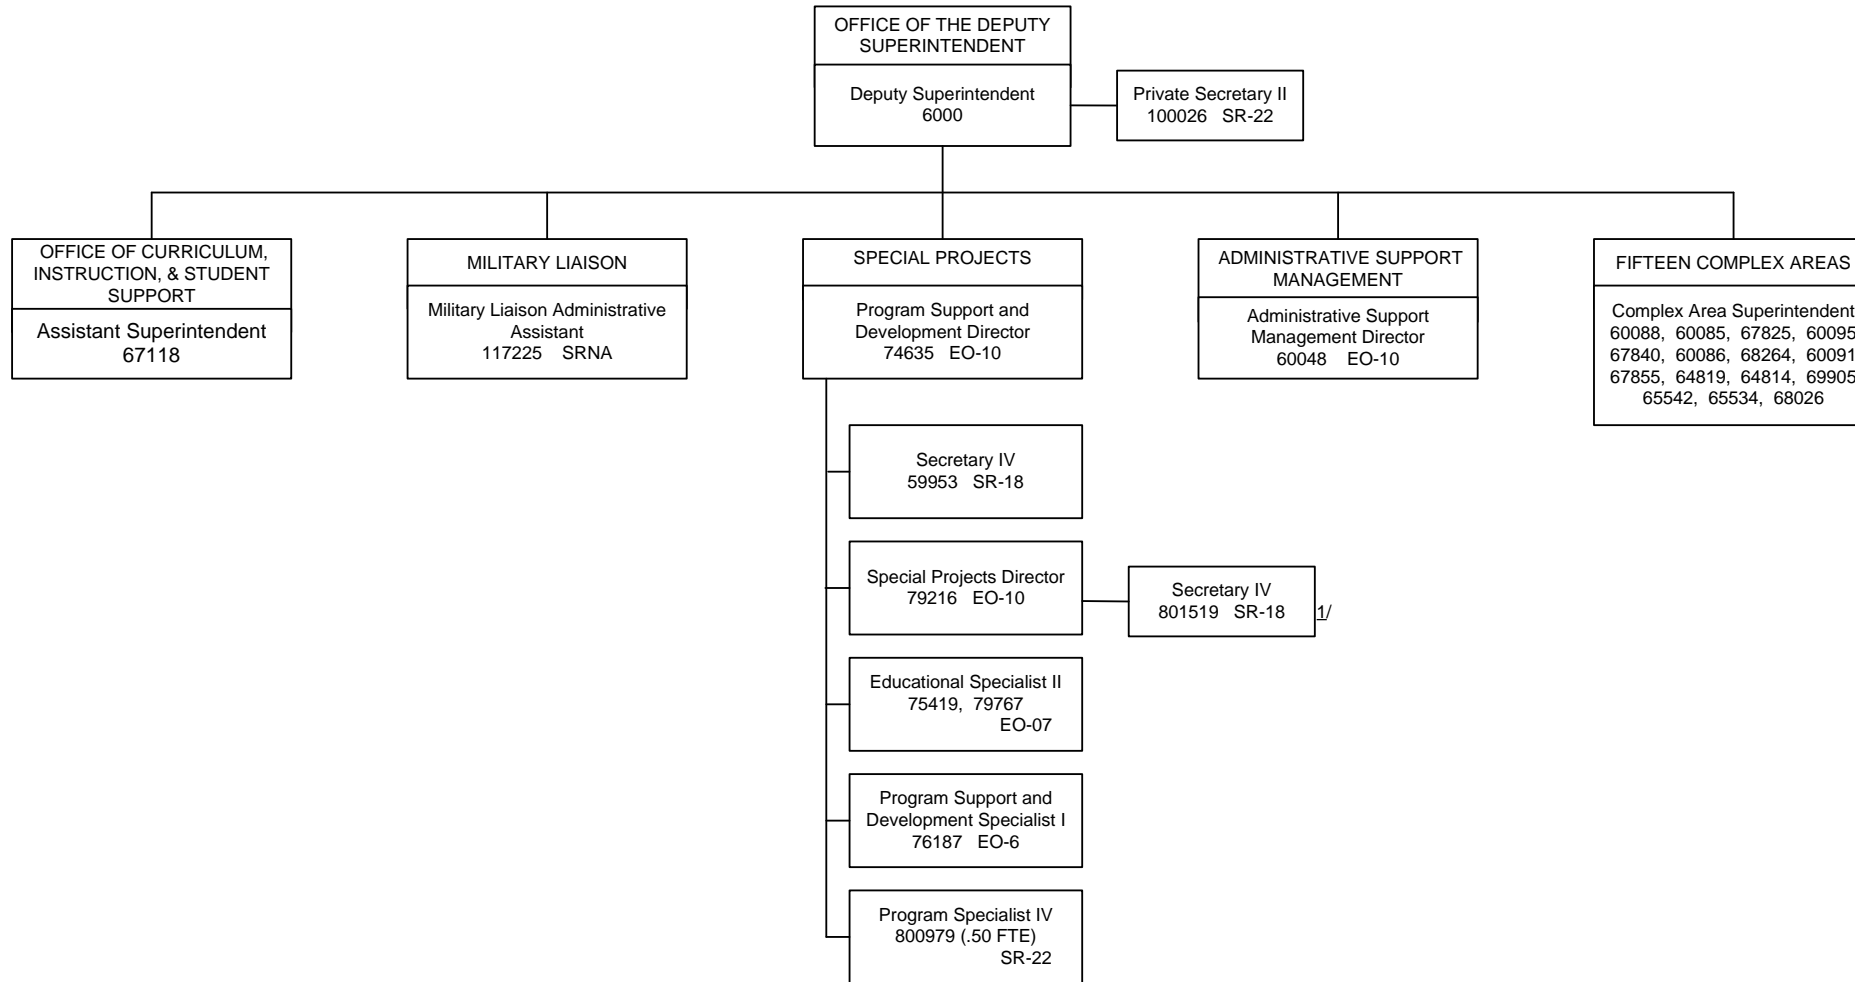 OFFICE OF THE DEPUTY
SUPERINTENDENT
Deputy Superintendent
6000
Private Secretary II
100026 SR-22
OFFICE OF CURRICULUM,
INSTRUCTION, & STUDENT
SUPPORT
Assistant Superintendent
67118
MILITARY LIAISON
Military Liaison Administrative
Assistant
117225 SRNA
SPECIAL PROJECTS
Program Support and
Development Director
74635 EO-10
ADMINISTRATIVE SUPPORT
MANAGEMENT
Administrative Support
Management Director
60048 EO-10
FIFTEEN COMPLEX AREAS
Complex Area Superintendent
60088, 60085, 67825, 60095
67840, 60086, 68264, 60091
67855, 64819, 64814, 69905
65542, 65534, 68026
Secretary IV
59953 SR-18
Special Projects Director
79216 EO-10
Secretary IV
801519 SR-18
1/
Educational Specialist II
75419, 79767
EO-07
Program Support and
Development Specialist I
76187 EO-6
Program Specialist IV
800979 (.50 FTE)
SR-22